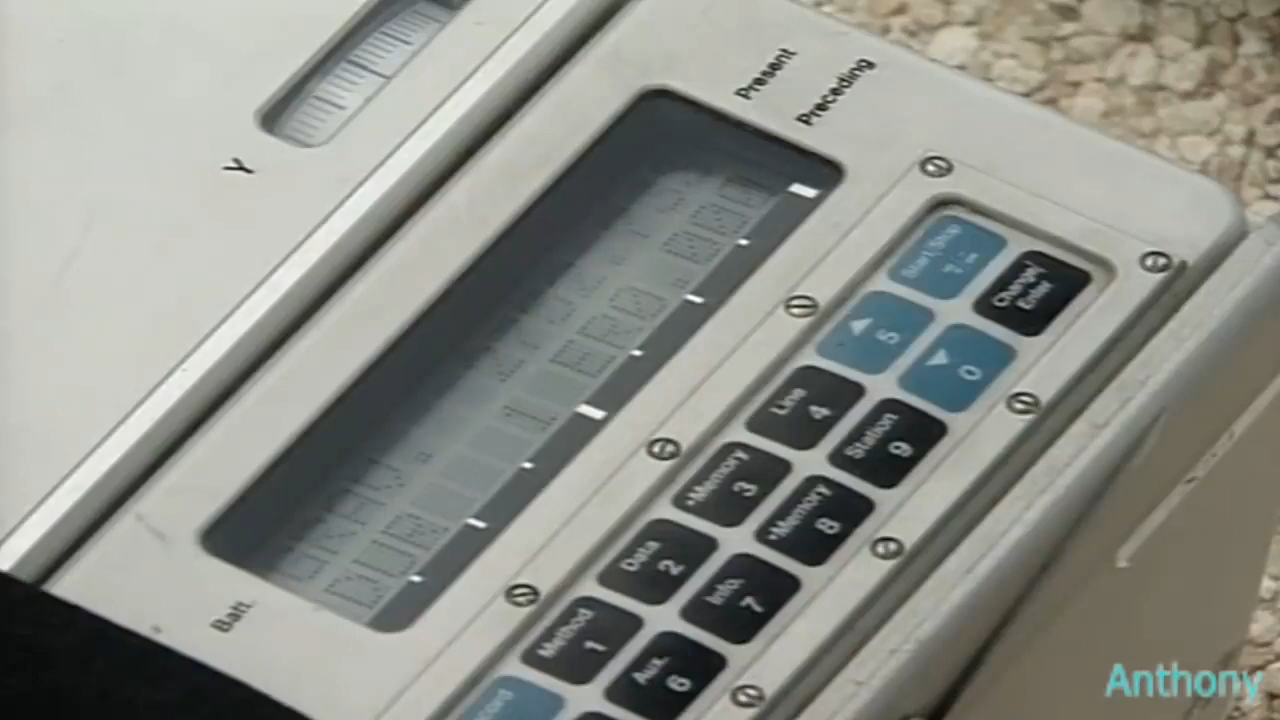 Y
Present
Preceding
Batt.
Start/Stop
Change/
Enter
5
0
Line
4
Station
9
Memory
3
Memory
8
Data
2
Info.
7
Method
1
Aux.
6
Anthony